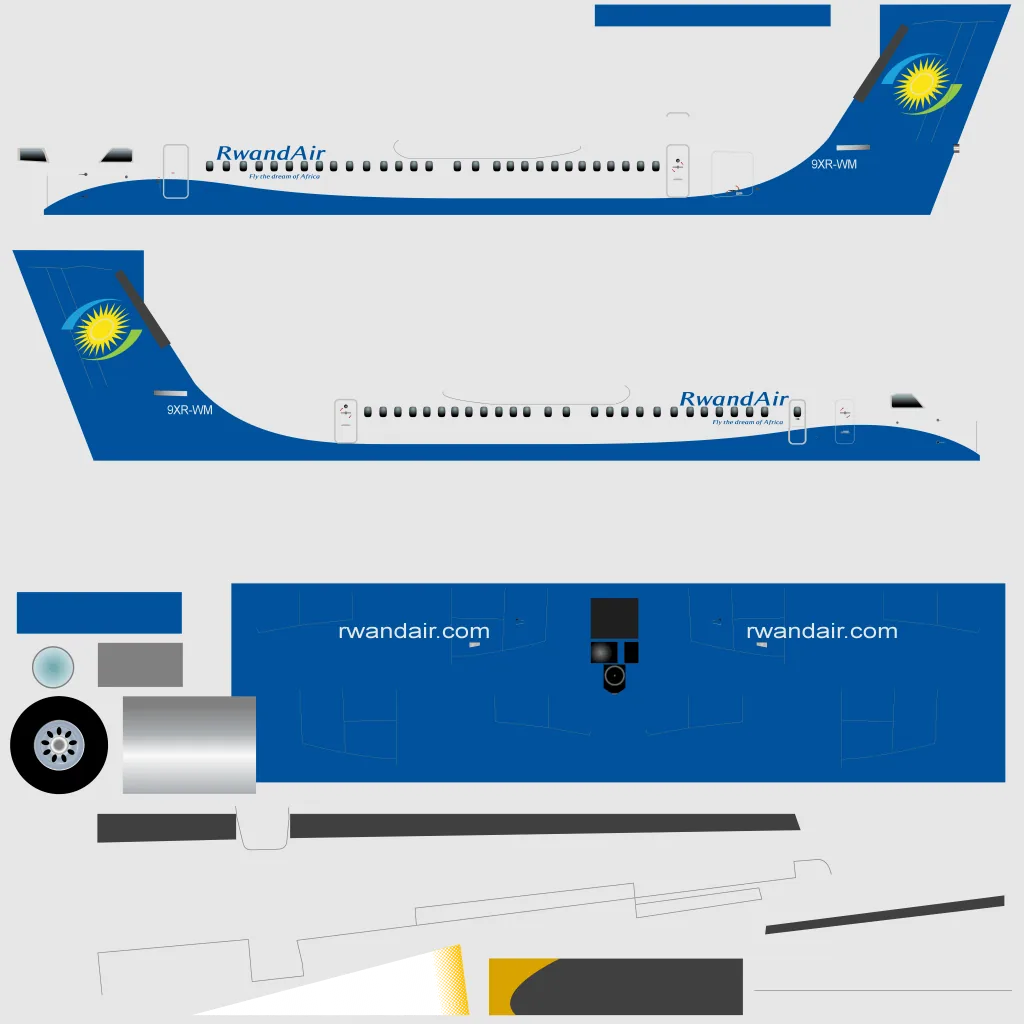 RwandAir
Fly the dream of Africa
9XR-WM
RwandAir
Fly the dream of Africa
9XR-WM
rwandair.com
rwandair.com